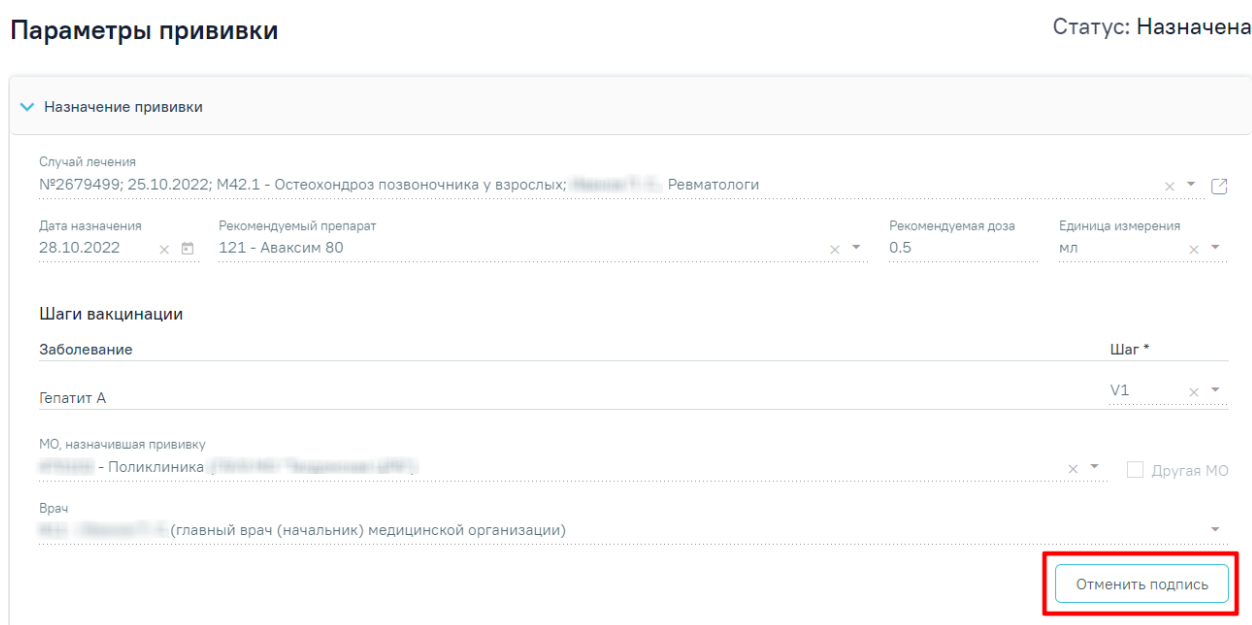 Параметры прививки
Статус: Назначена
Назначение прививки
Случай лечения
№2679499; 25.10.2022; M42.1 - Остеохондроз позвоночника у взрослых; Ревматологи
Дата назначения Рекомендуемый препарат Рекомендуемая доза Единица измерения
28.10.2022 121 - Аваксим 80 0.5 мл
Шаги вакцинации
Заболевание Шаг *
Гепатит А V1
МО, назначившая прививку
- Поликлиника
Другая МО
Врач
(главный врач (начальник) медицинской организации)
Отменить подпись